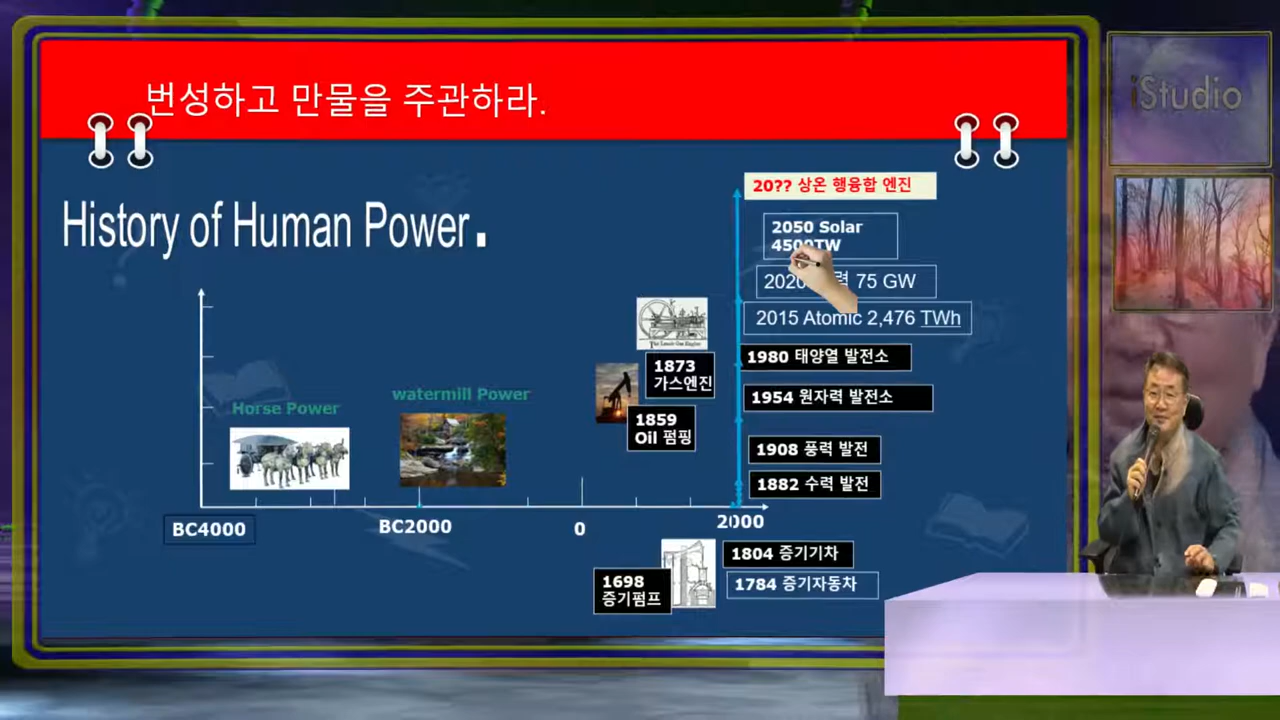 번성하고 만물을 주관하라.
iStudio
History of Human Power.
20?? 상온 행융합 엔진
2050 Solar
4500TW
2020 력 75 GW
2015 Atomic 2,476 TWh
1980 태양열 발전소
1954 원자력 발전소
1908 풍력 발전
1882 수력 발전
1873
가스엔진
1859
Oil 펌핑
watermill Power
Horse Power
BC4000
BC2000
0
2000
1804 증기기차
1784 증기자동차
1698
증기펌프